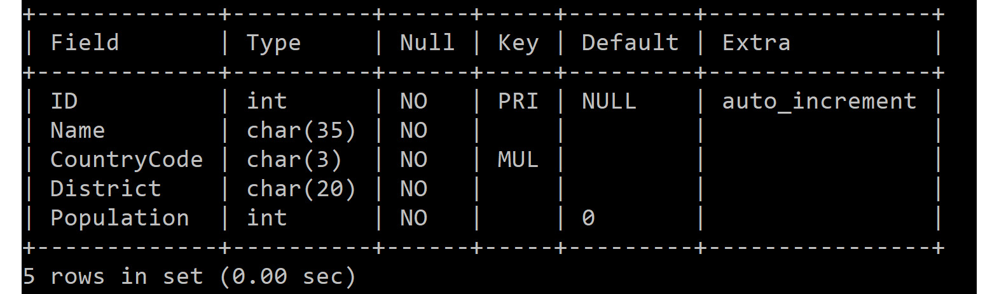 +-------------+----------+------+-----+---------+----------------+
| Field       | Type     | Null | Key | Default | Extra          |
+-------------+----------+------+-----+---------+----------------+
| ID          | int      | NO   | PRI | NULL    | auto_increment |
| Name        | char(35) | NO   |     |         |                |
| CountryCode | char(3)  | NO   | MUL |         |                |
| District    | char(20) | NO   |     |         |                |
| Population  | int      | NO   |     | 0       |                |
+-------------+----------+------+-----+---------+----------------+
5 rows in set (0.00 sec)